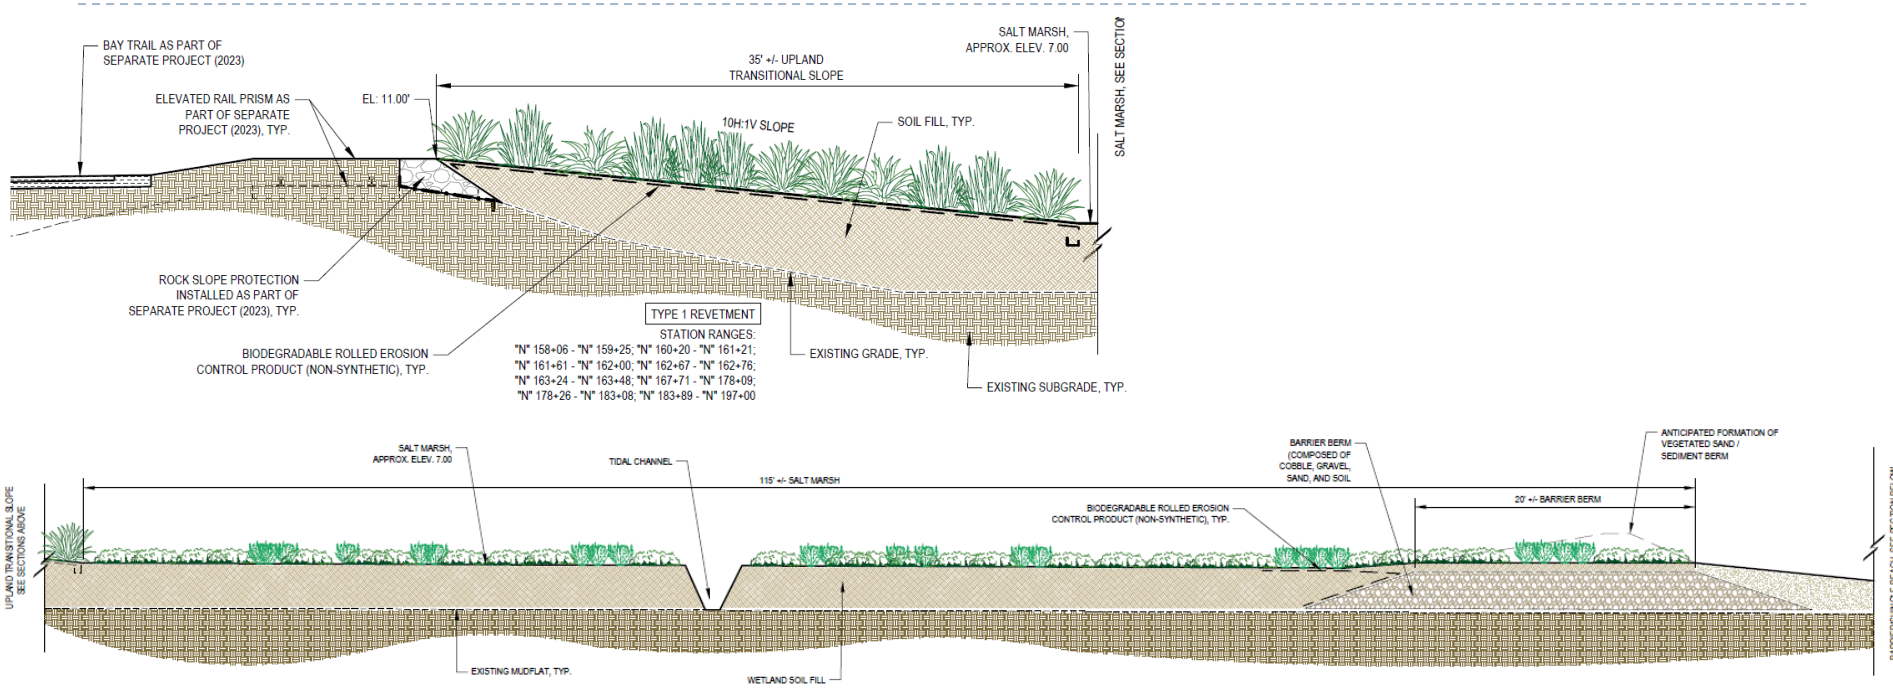 BAY TRAIL AS PART OF
SEPARATE PROJECT (2023)
ELEVATED RAIL PRISM AS
PART OF SEPARATE
PROJECT (2023), TYP.
EL: 11.00'
35' +/- UPLAND
TRANSITIONAL SLOPE
SALT MARSH,
APPROX. ELEV. 7.00
10H:1V SLOPE
SOIL FILL, TYP.
SALT MARSH, SEE SECTION
ROCK SLOPE PROTECTION
INSTALLED AS PART OF
SEPARATE PROJECT (2023), TYP.
BIODEGRADABLE ROLLED EROSION
CONTROL PRODUCT (NON-SYNTHETIC), TYP.
TYPE 1 REVETMENT
STATION RANGES:
"N" 158+06 - "N" 159+25; "N" 160+20 - "N" 161+21;
"N" 161+61 - "N" 162+00; "N" 162+67 - "N" 162+76;
"N" 163+24 - "N" 163+48; "N" 167+71 - "N" 178+09;
"N" 178+26 - "N" 183+08; "N" 183+89 - "N" 197+00
EXISTING GRADE, TYP.
EXISTING SUBGRADE, TYP.
UPLAND TRANSITIONAL SLOPE
SEE SECTIONS ABOVE
SALT MARSH,
APPROX. ELEV. 7.00
TIDAL CHANNEL
115' +/- SALT MARSH
BARRIER BERM
(COMPOSED OF
COBBLE, GRAVEL,
SAND, AND SOIL
BIODEGRADABLE ROLLED EROSION
CONTROL PRODUCT (NON-SYNTHETIC), TYP.
20' +/- BARRIER BERM
ANTICIPATED FORMATION OF
VEGETATED SAND /
SEDIMENT BERM
EXISTING MUDFLAT, TYP.
WETLAND SOIL FILL